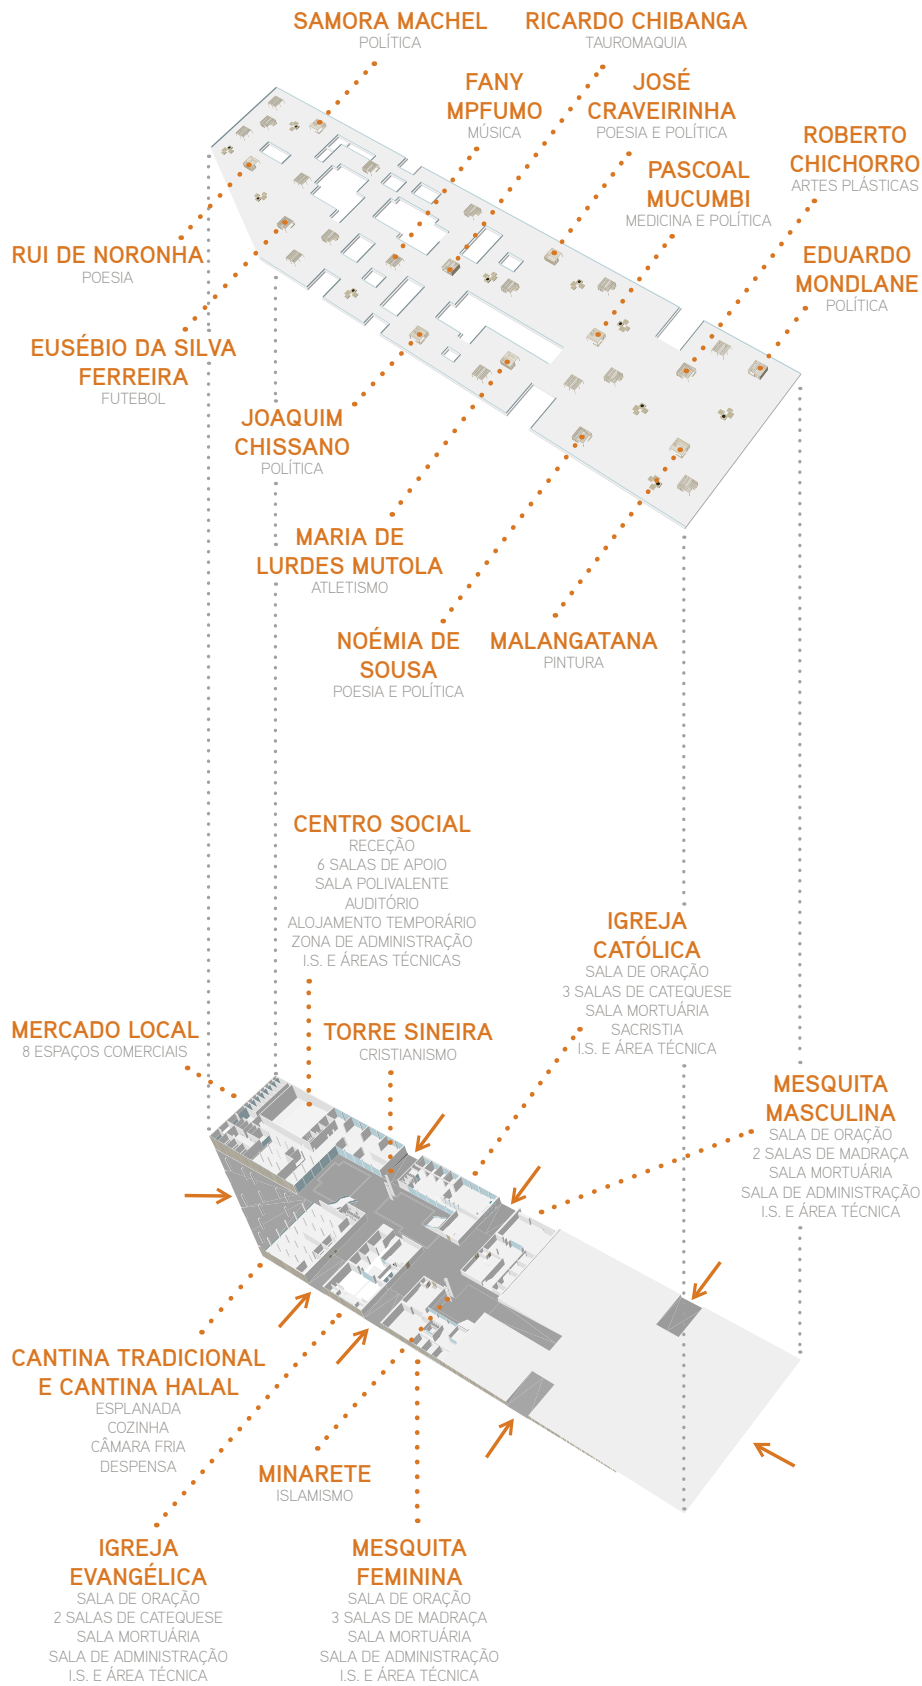 SAMORA MACHEL
POLÍTICA
RICARDO CHIBANGA
TAUROMAQUIA
FANY
MPFUMO
MÚSICA
JOSÉ
CRAVEIRINHA
POESIA E POLÍTICA
ROBERTO
CHICHORRO
ARTES PLÁSTICAS
PASCOAL
MUCUMBI
MEDICINA E POLÍTICA
RUI DE NORONHA
POESIA
EDUARDO
MONDLANE
POLÍTICA
EUSÉBIO DA SILVA
FERREIRA
FUTEBOL
JOAQUIM
CHISSANO
POLÍTICA
MARIA DE
LURDES MUTOLA
ATLETISMO
NOÉMIA DE
SOUSA
POESIA E POLÍTICA
MALANGATANA
PINTURA
CENTRO SOCIAL
RECEÇÃO
6 SALAS DE APOIO
SALA POLIVALENTE
AUDITÓRIO
ALOJAMENTO TEMPORÁRIO
ZONA DE ADMINISTRAÇÃO
I.S. E ÁREAS TÉCNICAS
IGREJA
CATÓLICA
SALA DE ORAÇÃO
3 SALAS DE CATEQUESE
SALA MORTUÁRIA
SACRISTIA
I.S. E ÁREA TÉCNICA
MERCADO LOCAL
8 ESPAÇOS COMERCIAIS
TORRE SINEIRA
CRISTIANISMO
MESQUITA
MASCULINA
SALA DE ORAÇÃO
2 SALAS DE MADRAÇA
SALA MORTUÁRIA
SALA DE ADMINISTRAÇÃO
I.S. E ÁREA TÉCNICA
CANTINA TRADICIONAL
E CANTINA HALAL
ESPLANADA
COZINHA
CÂMARA FRIA
DESPENSA
MINARETE
ISLAMISMO
IGREJA
EVANGÉLICA
SALA DE ORAÇÃO
2 SALAS DE CATEQUESE
SALA MORTUÁRIA
SALA DE ADMINISTRAÇÃO
I.S. E ÁREA TÉCNICA
MESQUITA
FEMININA
SALA DE ORAÇÃO
3 SALAS DE MADRAÇA
SALA MORTUÁRIA
SALA DE ADMINISTRAÇÃO
I.S. E ÁREA TÉCNICA